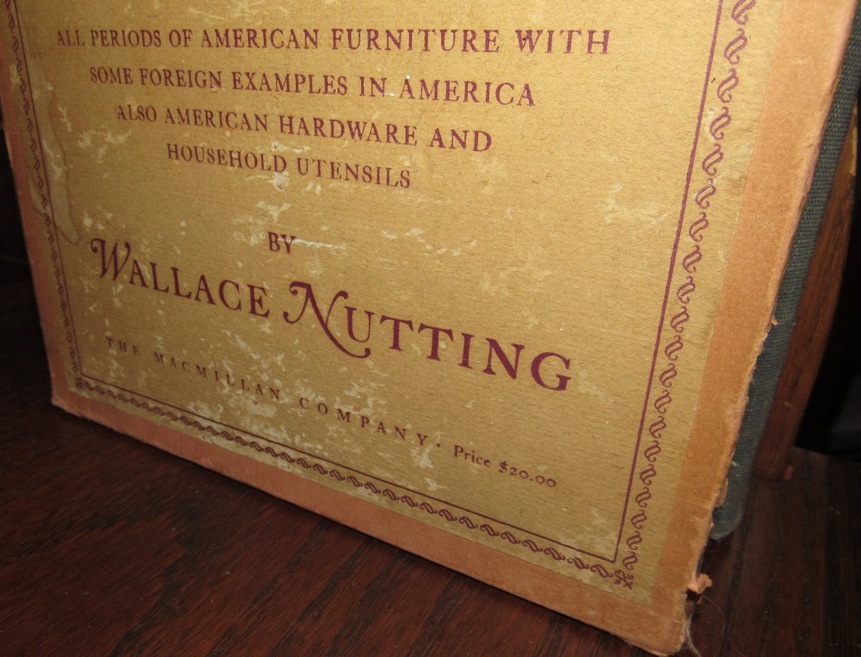 ALL PERIODS OF AMERICAN FURNITURE WITH
SOME FOREIGN EXAMPLES IN AMERICA
ALSO AMERICAN HARDWARE AND
HOUSEHOLD UTENSILS
BY
WALLACE NUTTING
THE MACMILLAN COMPANY · Price $20.00